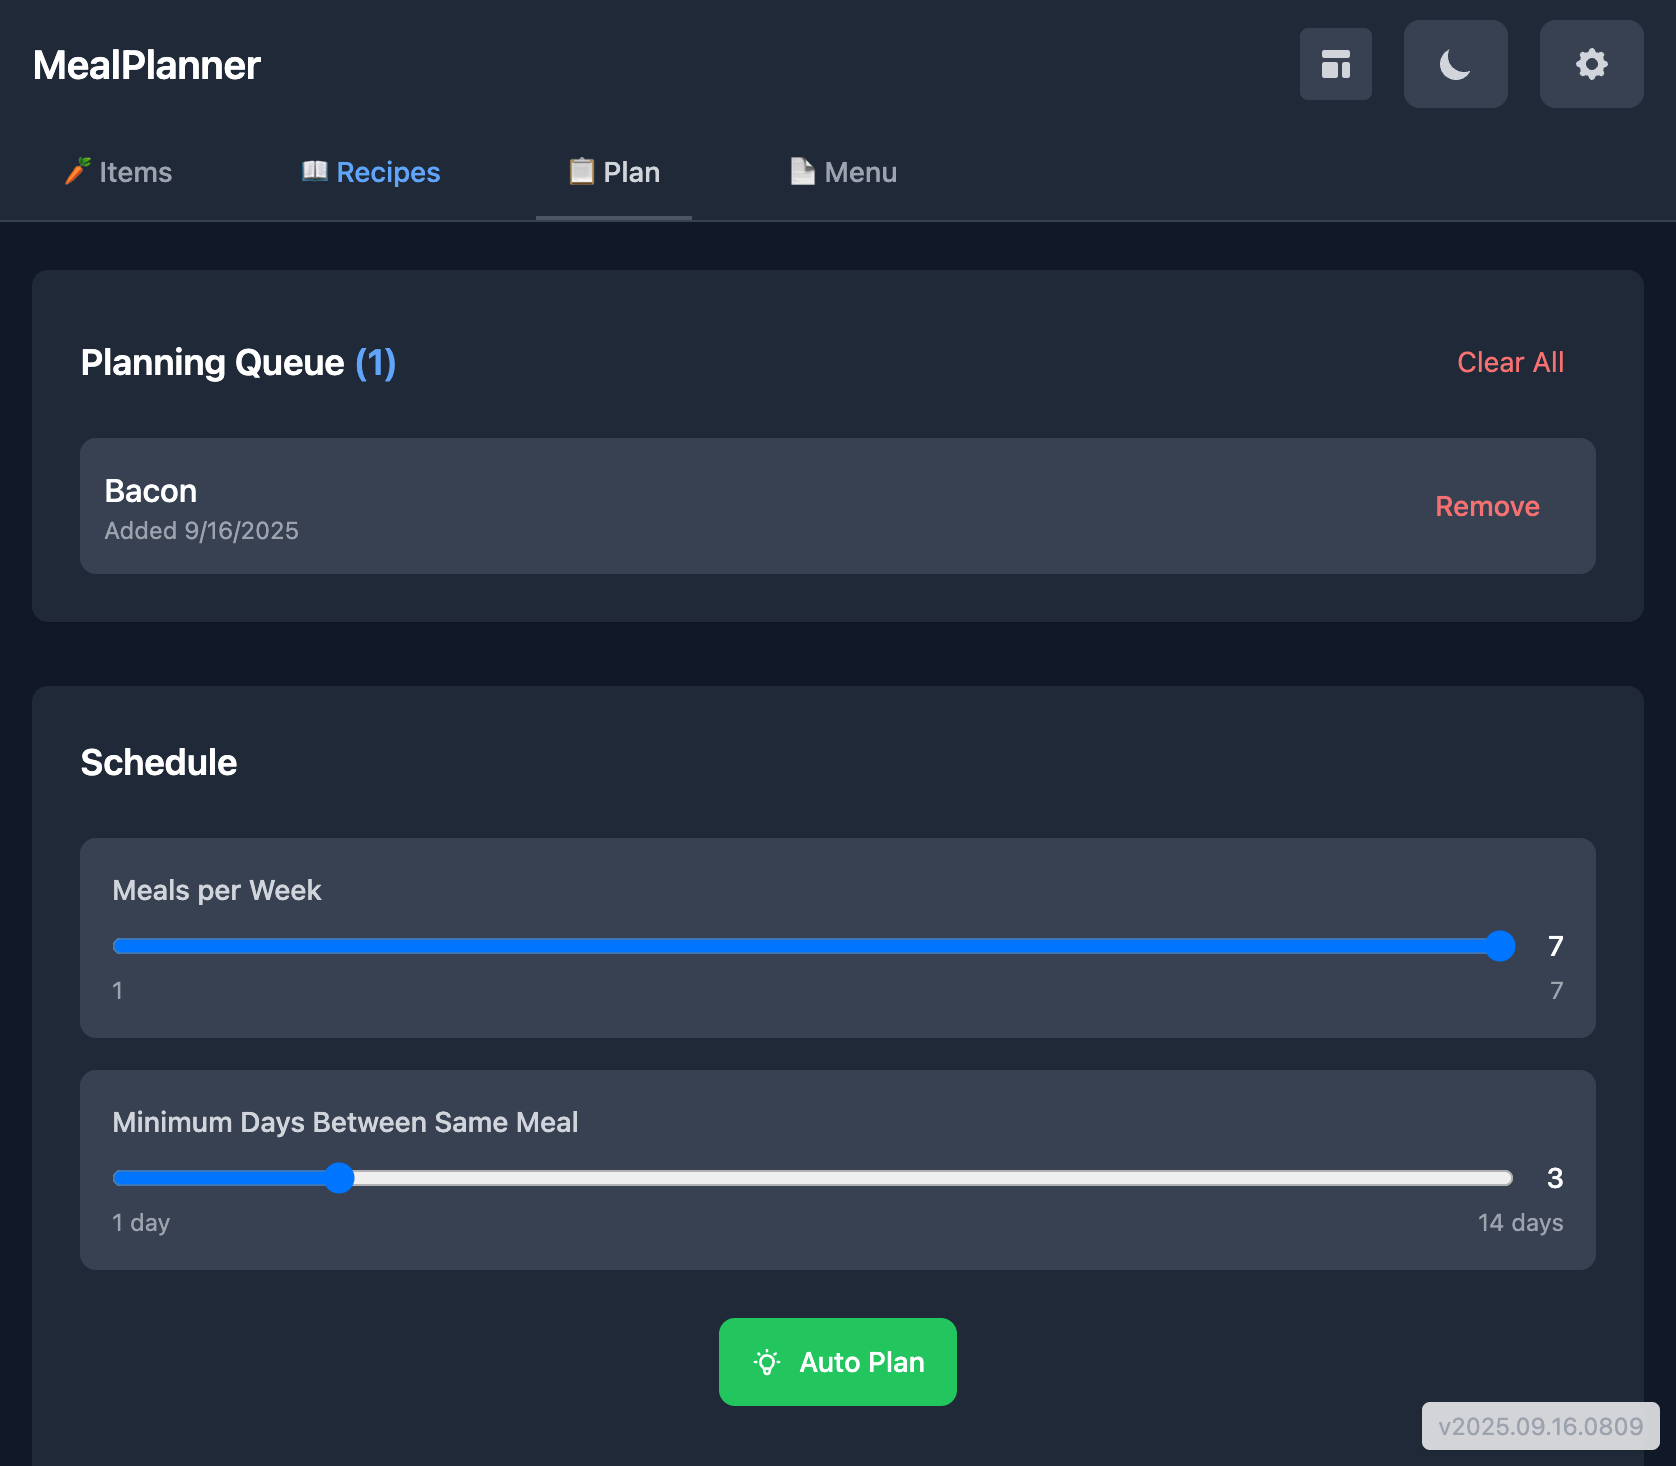 MealPlanner
🥕 Items
📖 Recipes
📋 Plan
📄 Menu
Planning Queue (1)
Clear All
Bacon
Added 9/16/2025
Remove
Schedule
Meals per Week
7
1
7
Minimum Days Between Same Meal
3
1 day
14 days
Auto Plan
v2025.09.16.0809